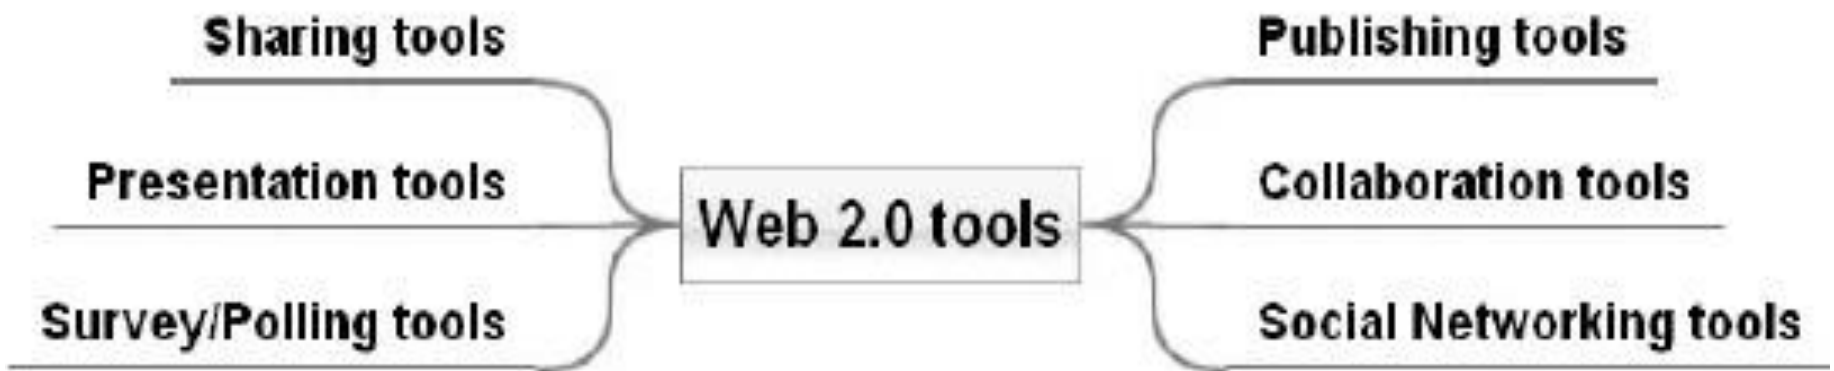 Sharing tools
Presentation tools
Survey/Polling tools
Web 2.0 tools
Publishing tools
Collaboration tools
Social Networking tools